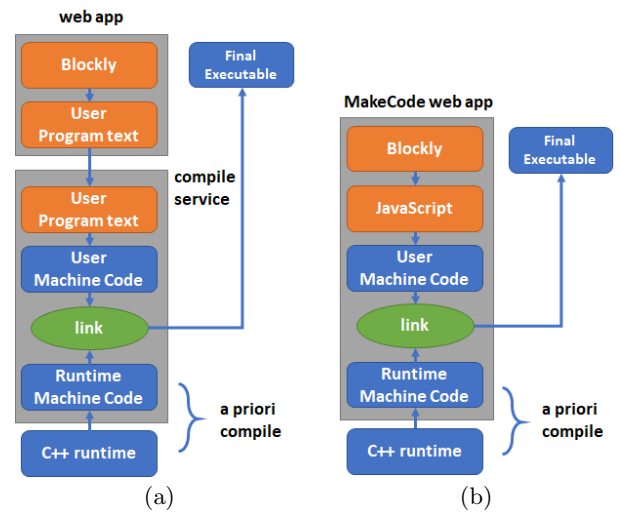 web app
Blockly
User
Program text
User
Program text
User
Machine Code
link
Runtime
Machine Code
C++ runtime
Final
Executable
compile
service
a priori
compile
(a)
MakeCode web app
Blockly
JavaScript
User
Machine Code
link
Runtime
Machine Code
C++ runtime
Final
Executable
a priori
compile
(b)